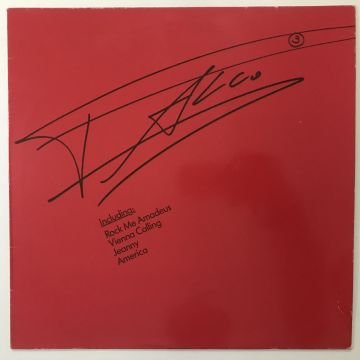 Falco
3
Including:
Rock Me Amadeus
Vienna Calling
Jeanny
America